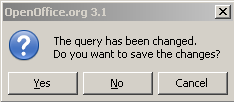 OpenOffice.org 3.1
The query has been changed.
Do you want to save the changes?
Yes
No
Cancel